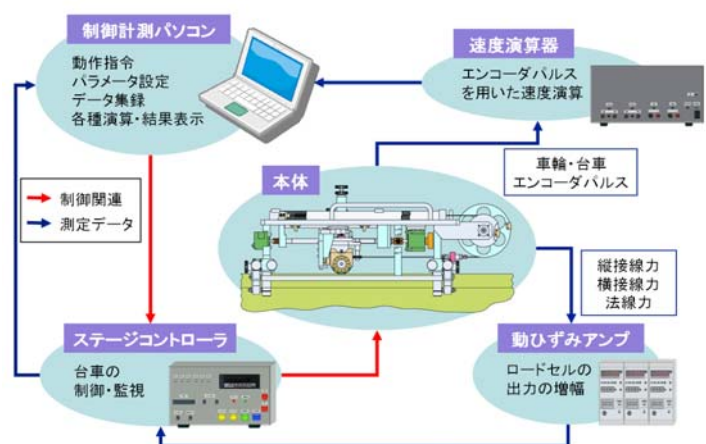 制御計測パソコン
動作指令
パラメータ設定
データ集録
各種演算・結果表示
速度演算器
エンコーダパルス
を用いた速度演算
車輪・台車
エンコーダパルス
本体
制御関連
測定データ
縦接線力
横接線力
法線力
ステージコントローラ
台車の
制御・監視
動ひずみアンプ
ロードセルの
出力の増幅